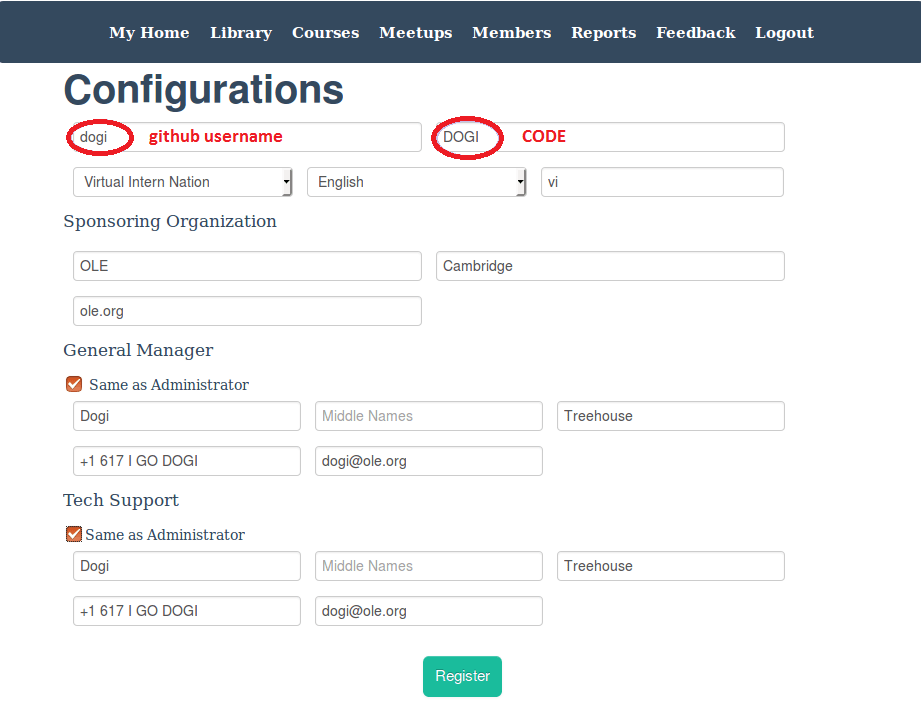 My Home Library Courses Meetups Members Reports Feedback Logout
Configurations
dogi github username DOGI CODE
Virtual Intern Nation English vi
Sponsoring Organization
OLE Cambridge
ole.org
General Manager
Same as Administrator
Dogi Middle Names Treehouse
+1 617 I GO DOGI dogi@ole.org
Tech Support
Same as Administrator
Dogi Middle Names Treehouse
+1 617 I GO DOGI dogi@ole.org
Register